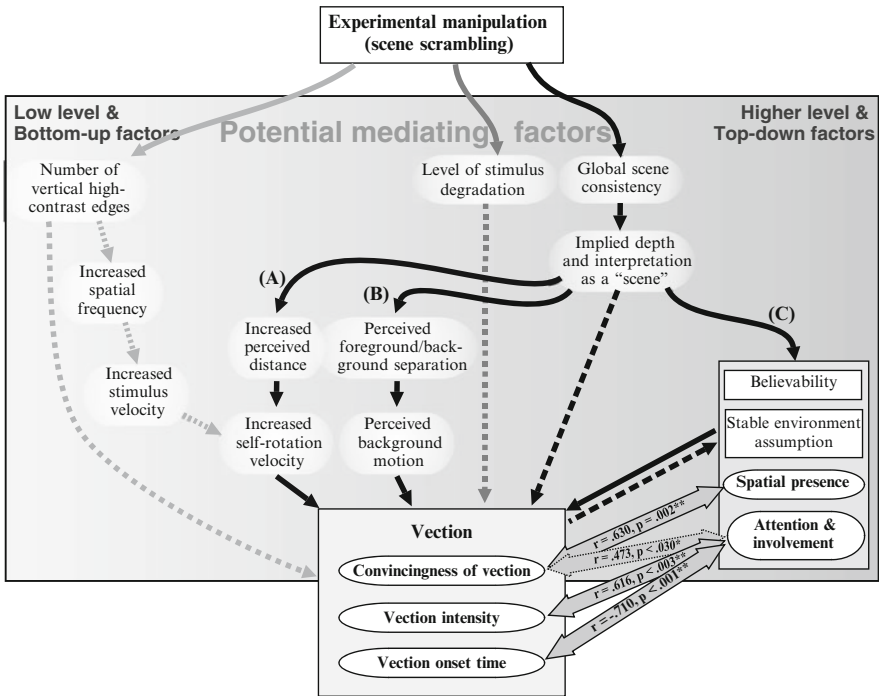 Experimental manipulation
(scene scrambling)
Low level &
Bottom-up factors
Potential mediating factors
Higher level &
Top-down factors
Number of
vertical high-
contrast edges
Level of stimulus
degradation
Global scene
consistency
Implied depth
and interpretation
as a “scene”
(A)
(B)
(C)
Increased
spatial
frequency
Increased
perceived
distance
Perceived
foreground/back-
ground separation
Increased
stimulus
velocity
Increased
self-rotation
velocity
Perceived
background
motion
Believability
Stable environment
assumption
Spatial presence
Attention &
involvement
Vection
Convincingness of vection
Vection intensity
Vection onset time
r = .630, p = .002**
r = .473, p < .030*
r = .616, p < .003**
r = -.710, p < .001**